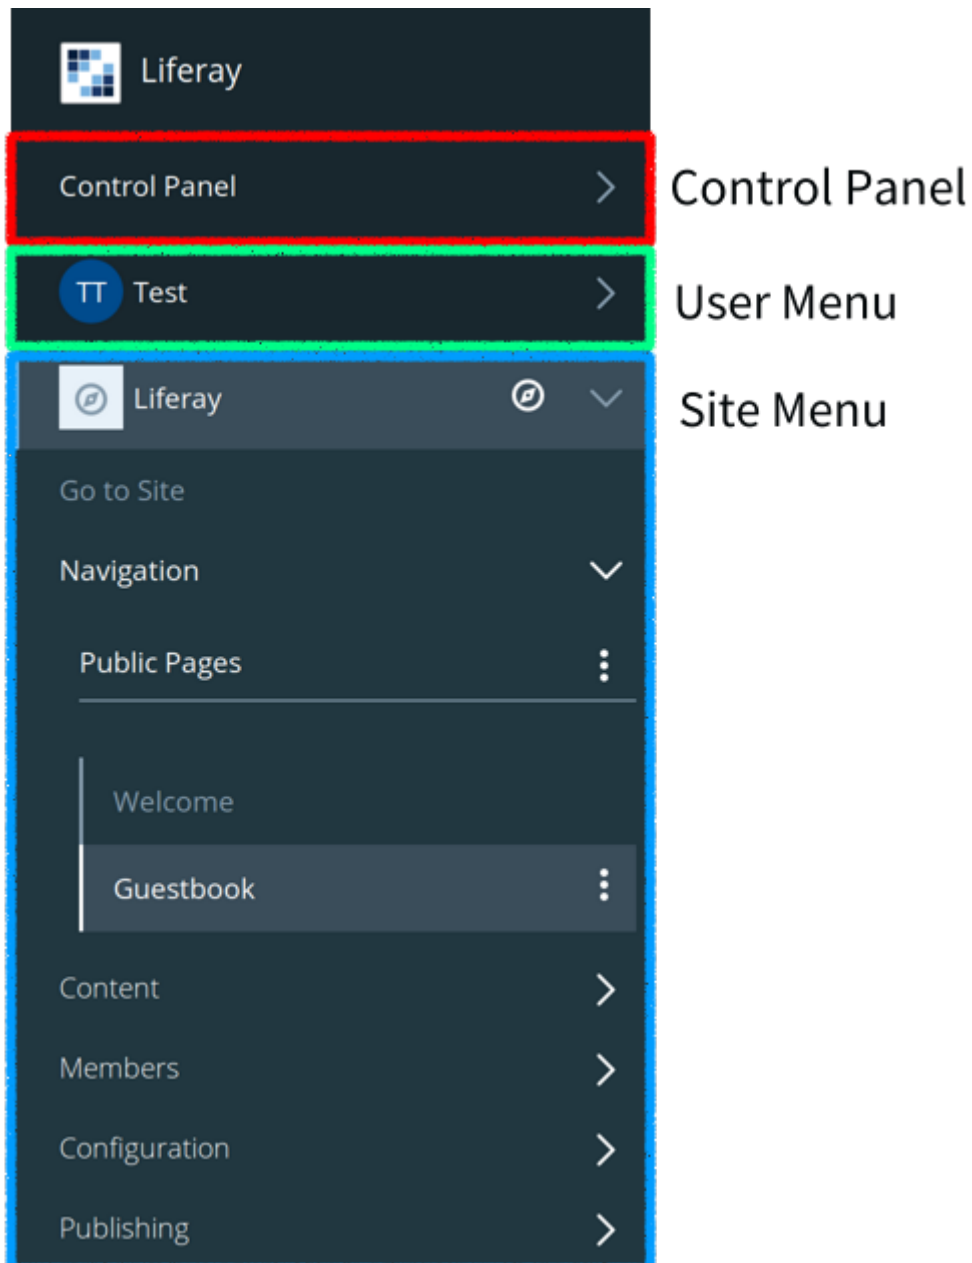 Liferay
Control Panel
Control Panel
TT Test
User Menu
Liferay
Site Menu
Go to Site
Navigation
Public Pages
Welcome
Guestbook
Content
Members
Configuration
Publishing